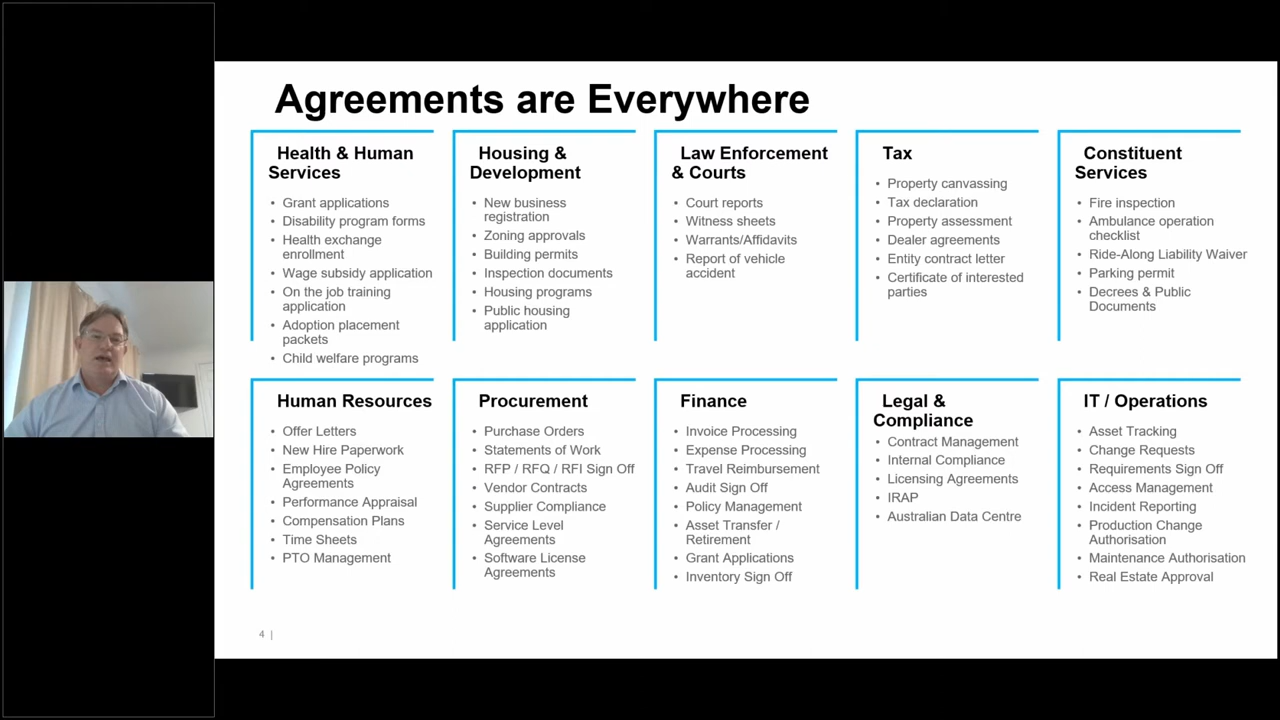 Agreements are Everywhere
Health & Human
Services
• Grant applications
• Disability program forms
• Health exchange
enrollment
• Wage subsidy application
• On the job training
application
• Adoption placement
packets
• Child welfare programs
Housing &
Development
• New business
registration
• Zoning approvals
• Building permits
• Inspection documents
• Housing programs
• Public housing
application
Law Enforcement
& Courts
• Court reports
• Witness sheets
• Warrants/Affidavits
• Report of vehicle
accident
Tax
• Property canvassing
• Tax declaration
• Property assessment
• Dealer agreements
• Entity contract letter
• Certificate of interested
parties
Constituent
Services
• Fire inspection
• Ambulance operation
checklist
• Ride-Along Liability Waiver
• Parking permit
• Decrees & Public
Documents
Human Resources
• Offer Letters
• New Hire Paperwork
• Employee Policy
Agreements
• Performance Appraisal
• Compensation Plans
• Time Sheets
• PTO Management
Procurement
• Purchase Orders
• Statements of Work
• RFP / RFQ / RFI Sign Off
• Vendor Contracts
• Supplier Compliance
• Service Level
Agreements
• Software License
Agreements
Finance
• Invoice Processing
• Expense Processing
• Travel Reimbursement
• Audit Sign Off
• Policy Management
• Asset Transfer /
Retirement
• Grant Applications
• Inventory Sign Off
Legal &
Compliance
• Contract Management
• Internal Compliance
• Licensing Agreements
• IRAP
• Australian Data Centre
IT / Operations
• Asset Tracking
• Change Requests
• Requirements Sign Off
• Access Management
• Incident Reporting
• Production Change
Authorisation
• Maintenance Authorisation
• Real Estate Approval
4 |